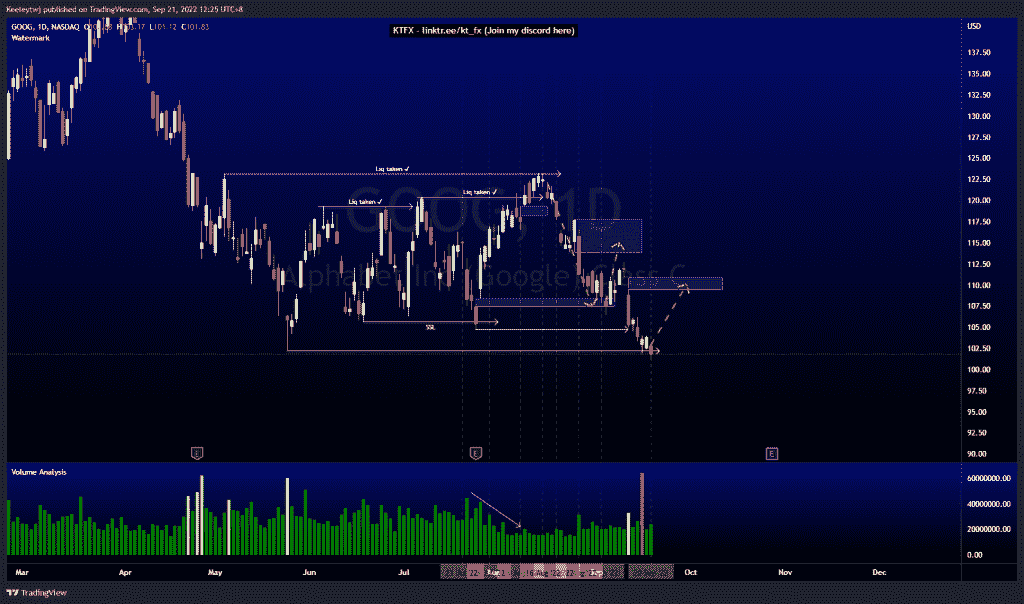 Keeleytwj published on TradingView.com, Sep 21, 2022 12:25 UTC+8
GOOG, 1D, NASDAQ
Watermark
KTFX - linktr.ee/kt_fx (Join my discord here)
USD
137.50
135.00
132.50
130.00
127.50
125.00
122.50
120.00
117.50
115.00
112.50
110.00
107.50
105.00
102.50
100.00
97.50
95.00
92.50
90.00
Liq taken ✓
Liq taken ✓
Liq taken ✓
GOOG, 1D
SSL
E
E
E
Volume Analysis
60000000.00
40000000.00
20000000.00
0.00
Mar
Apr
May
Jun
Jul
Oct
Nov
Dec
TradingView